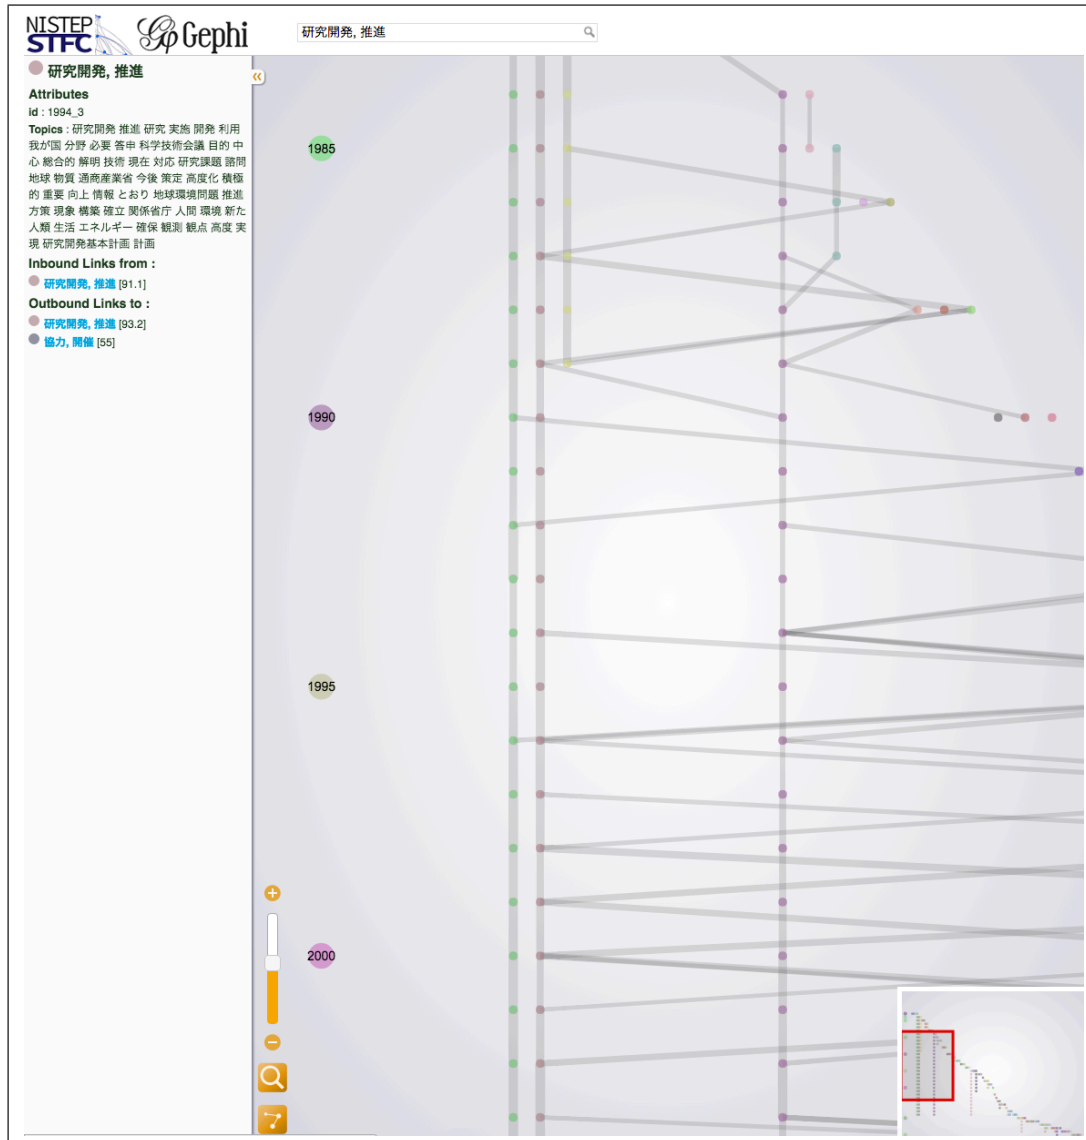 NISTEP
STFC
Gephi
研究開発, 推進
研究開発, 推進
Attributes
id : 1994_3
Topics : 研究開発 推進 研究 実施 開発 利用
我が国 分野 必要 答申 科学技術会議 目的 中
心 総合的 解明 技術 現在 対応 研究課題 諮問
地球 物質 通商産業省 今後 策定 高度化 積極
的 重要 向上 情報 とおり 地球環境問題 推進
方策 現象 構築 確立 関係省庁 人間 環境 新た
人類 生活 エネルギー 確保 観測 観点 高度 実
現 研究開発基本計画 計画
Inbound Links from :
研究開発, 推進 [91.1]
Outbound Links to :
研究開発, 推進 [93.2]
協力, 開催 [55]
1985
1990
1995
2000